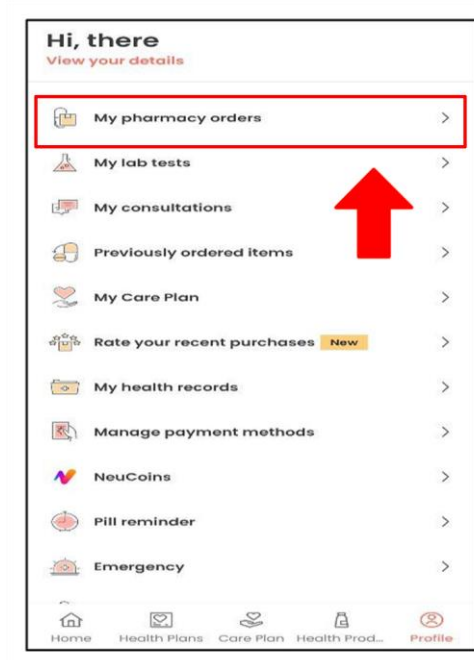 Hi, there
View your details
My pharmacy orders
My lab tests
My consultations
Previously ordered items
My Care Plan
Rate your recent purchases New
My health records
Manage payment methods
NeuCoins
Pill reminder
Emergency
Home Health Plans Care Plan Health Prod... Profile